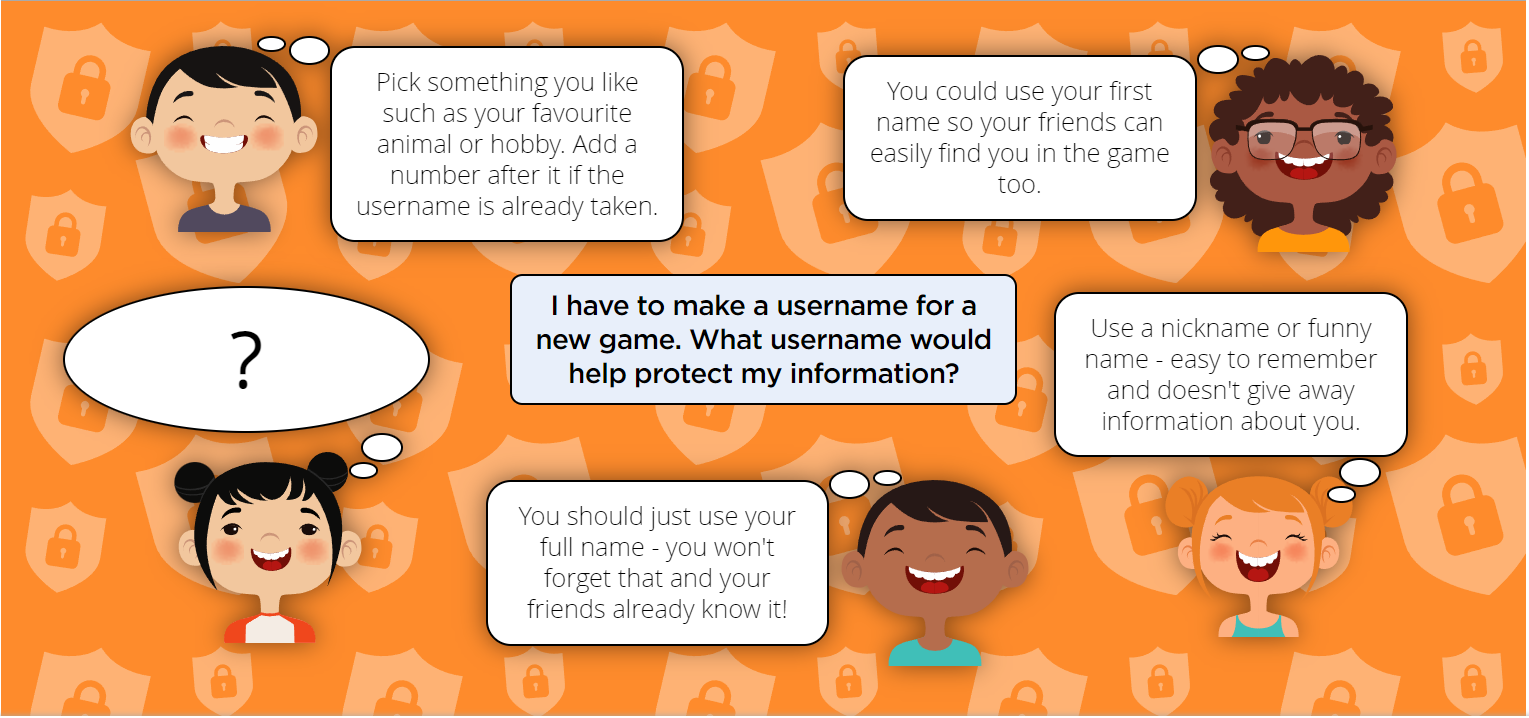 Pick something you like
such as your favourite
animal or hobby. Add a
number after it if the
username is already taken.
You could use your first
name so your friends can
easily find you in the game
too.
?
I have to make a username for a
new game. What username would
help protect my information?
Use a nickname or funny
name - easy to remember
and doesn't give away
information about you.
You should just use your
full name - you won't
forget that and your
friends already know it!